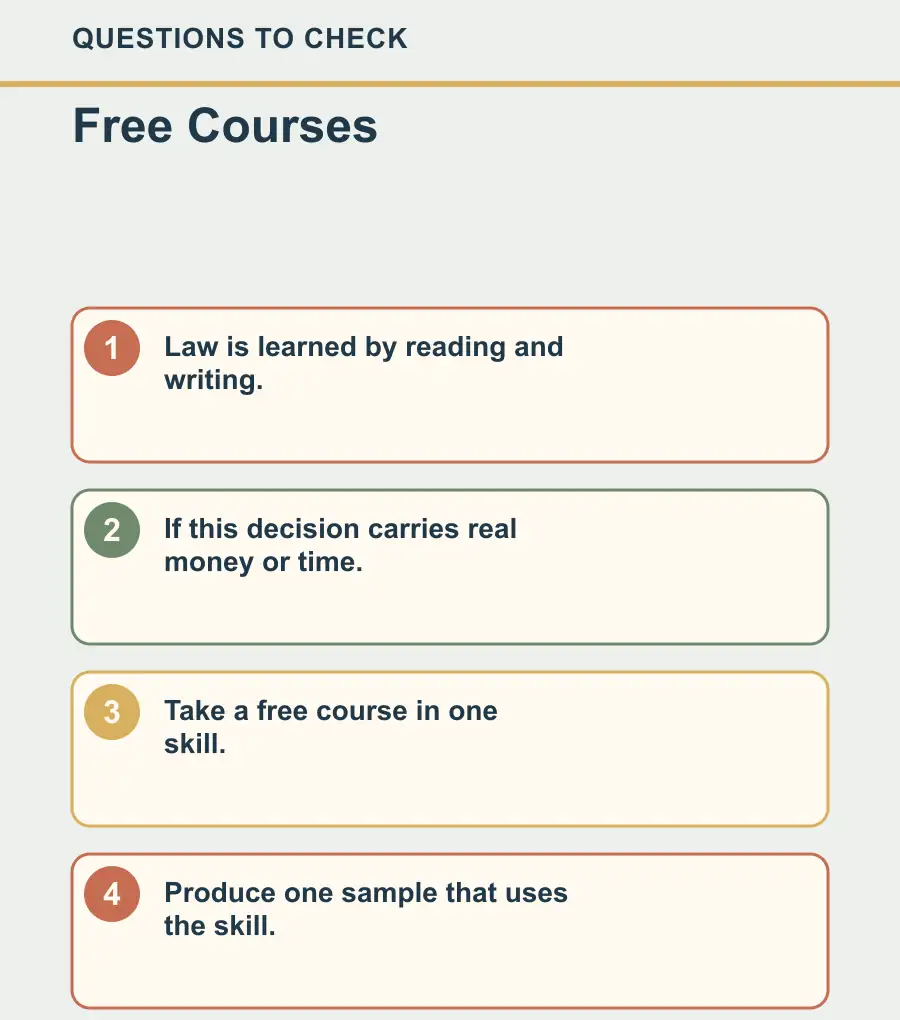 QUESTIONS TO CHECK
Free Courses
1
Law is learned by reading and
writing.
2
If this decision carries real
money or time.
3
Take a free course in one
skill.
4
Produce one sample that uses
the skill.